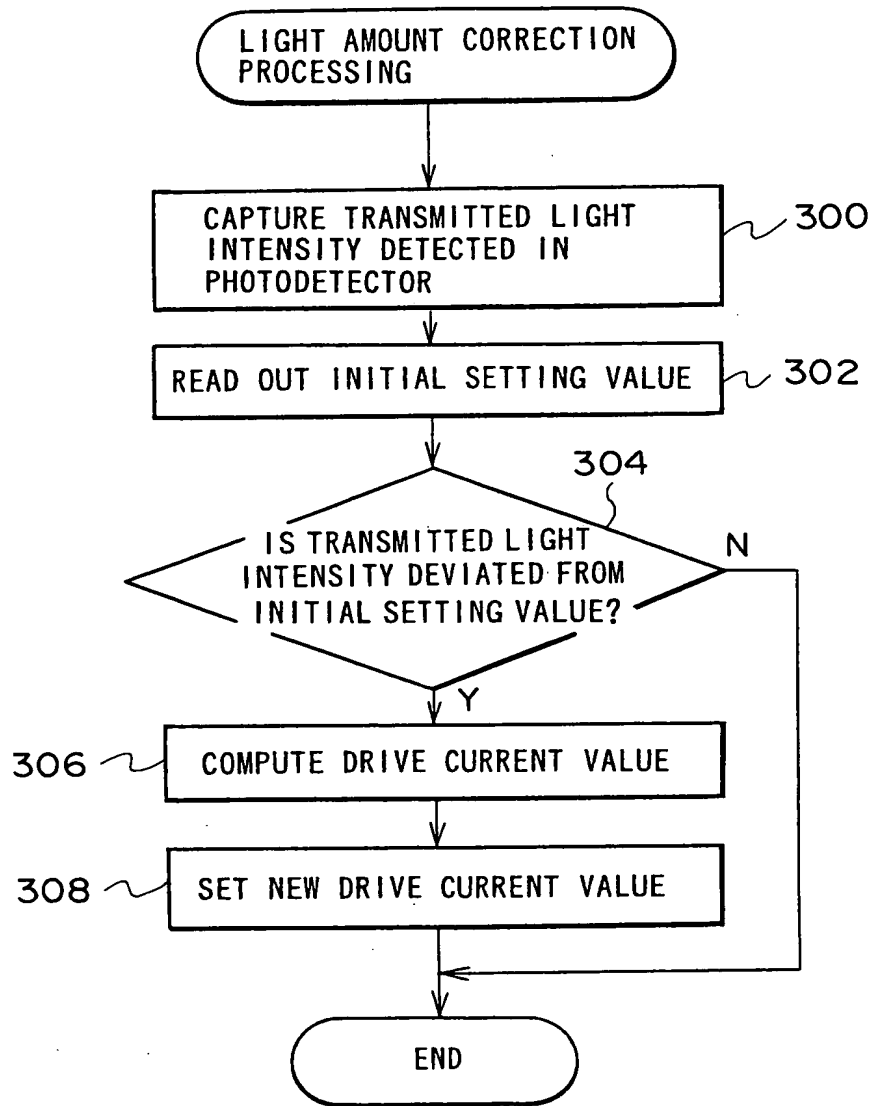 LIGHT AMOUNT CORRECTION
PROCESSING
CAPTURE TRANSMITTED LIGHT
INTENSITY DETECTED IN
PHOTODETECTOR
300
READ OUT INITIAL SETTING VALUE
302
304
IS TRANSMITTED LIGHT
INTENSITY DEVIATED FROM
INITIAL SETTING VALUE?
N
Y
306
COMPUTE DRIVE CURRENT VALUE
308
SET NEW DRIVE CURRENT VALUE
END